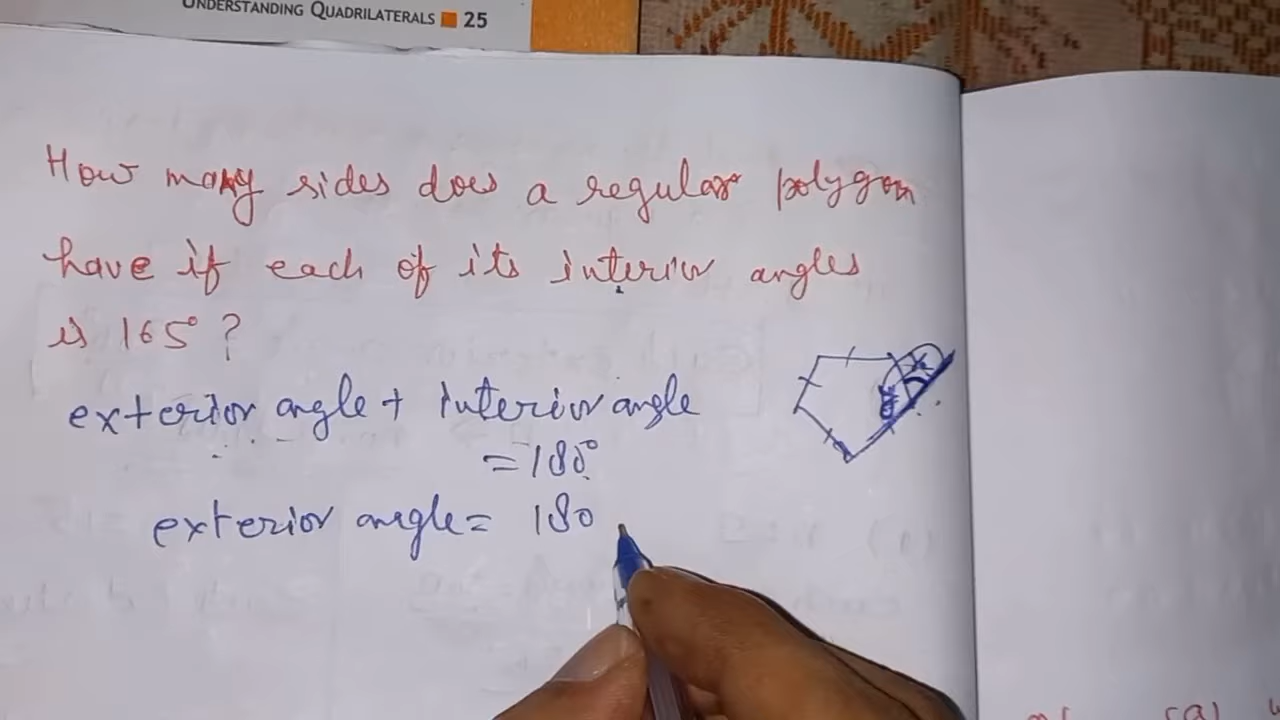 UNDERSTANDING QUADRILATERALS 25
How many sides does a regular polygon
have if each of its interior angles
is 165° ?
exterior angle + interior angle
= 180°
exterior angle = 180